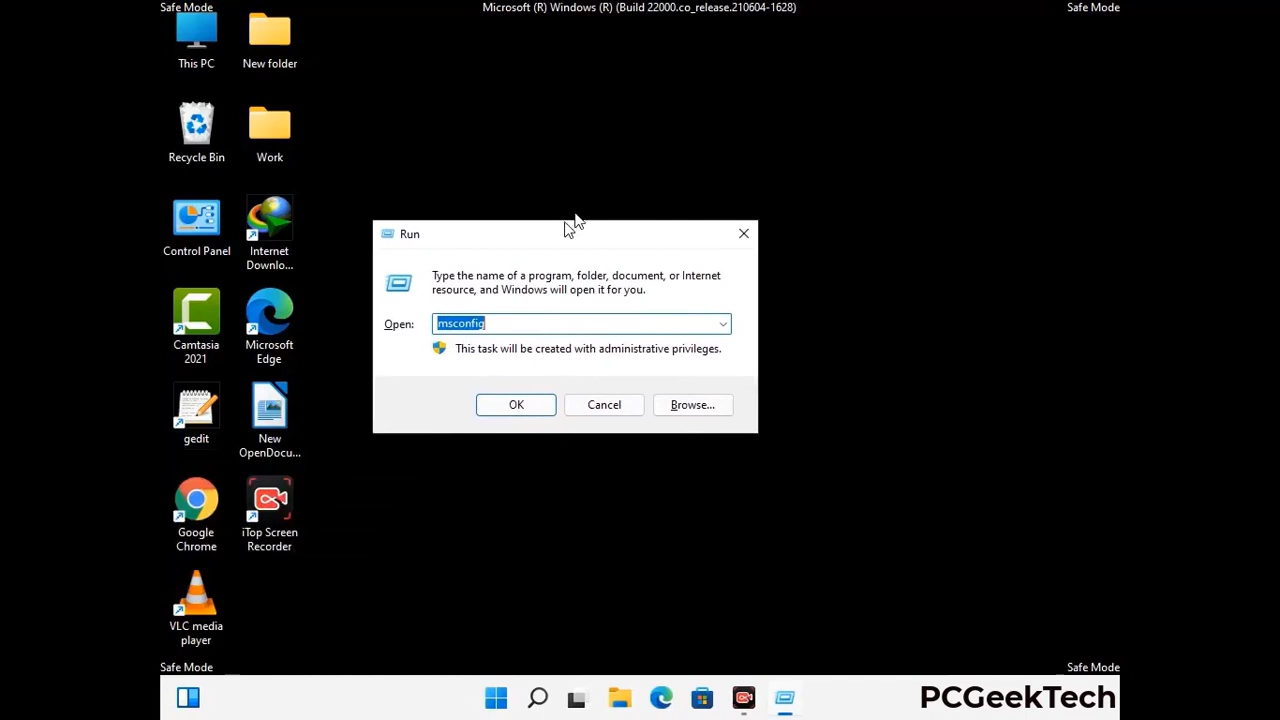 Safe Mode
Microsoft (R) Windows (R) (Build 22000.co_release.210604-1628)
Safe Mode
This PC
New folder
Recycle Bin
Work
Control Panel
Internet
Downlo...
Camtasia
2021
Microsoft
Edge
gedit
New
OpenDocu...
Google
Chrome
iTop Screen
Recorder
VLC media
player
Run
Type the name of a program, folder, document, or Internet
resource, and Windows will open it for you.
Open:
msconfig
This task will be created with administrative privileges.
OK
Cancel
Browse...
Safe Mode
Safe Mode
PCGeekTech